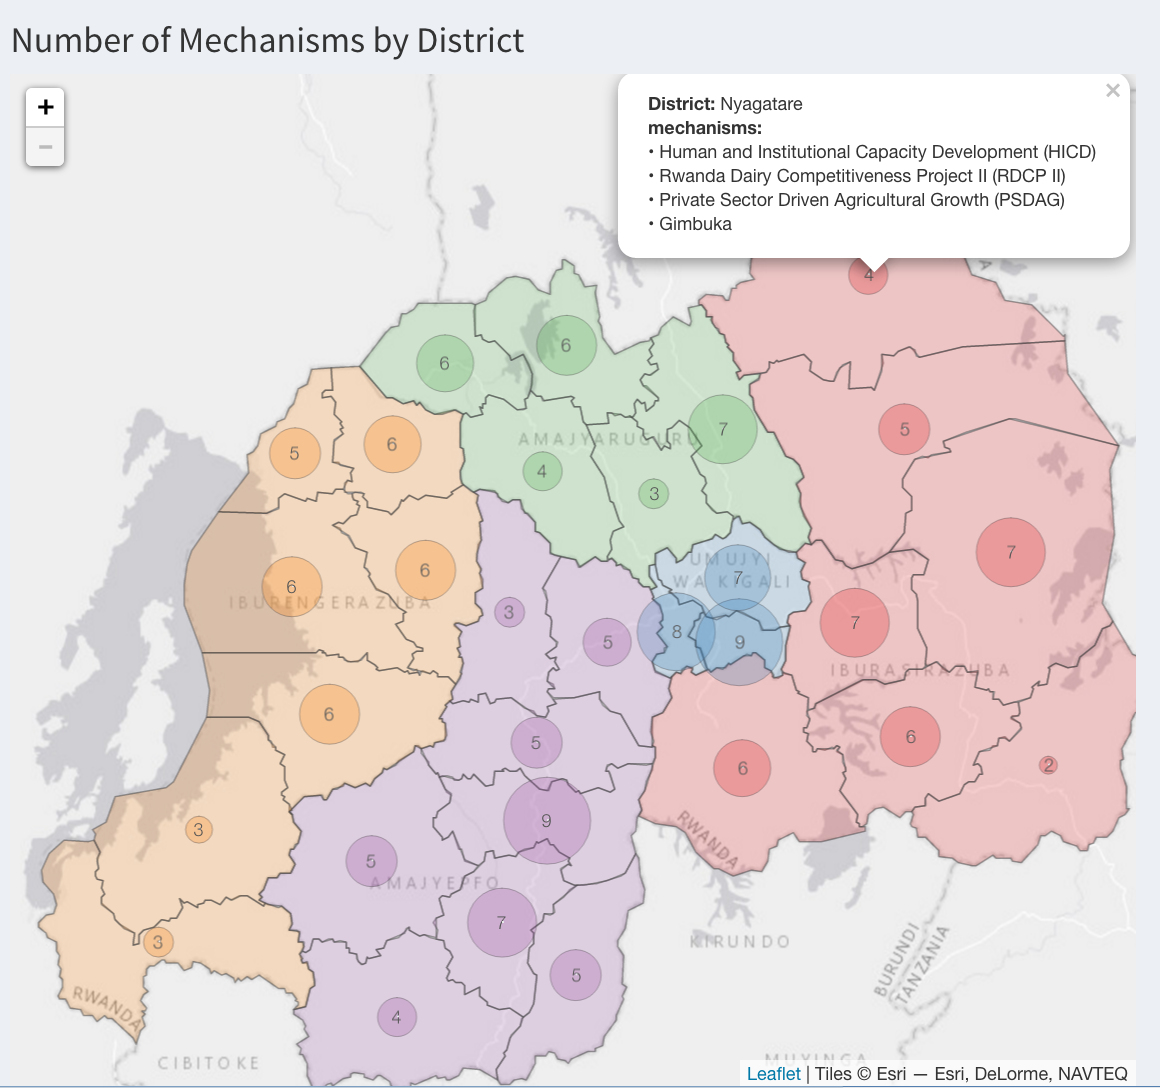 Number of Mechanisms by District
+
−
×
District: Nyagatare
mechanisms:
• Human and Institutional Capacity Development (HICD)
• Rwanda Dairy Competitiveness Project II (RDCP II)
• Private Sector Driven Agricultural Growth (PSDAG)
• Gimbuka
4
6
6
5
6
7
5
AMAJYARUGURU
4
3
7
UMUJYI
WA KIGALI
7
6
6
IBURENGERAZUBA
3
5
8
9
7
IBURASIRAZUBA
6
5
6
6
2
9
3
RWANDA
5
AMAJYEPFO
7
3
KIRUNDO
5
BURUNDI
TANZANIA
RWANDA
4
CIBITOKE
MUYINGA
Leaflet | Tiles © Esri — Esri, DeLorme, NAVTEQ